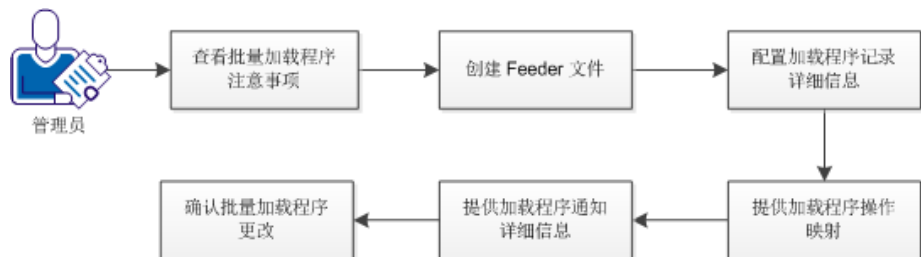 管理员
查看批量加载程序
注意事项
创建 Feeder 文件
配置加载程序记录
详细信息
提供加载程序操作
映射
提供加载程序通知
详细信息
确认批量加载程序
更改